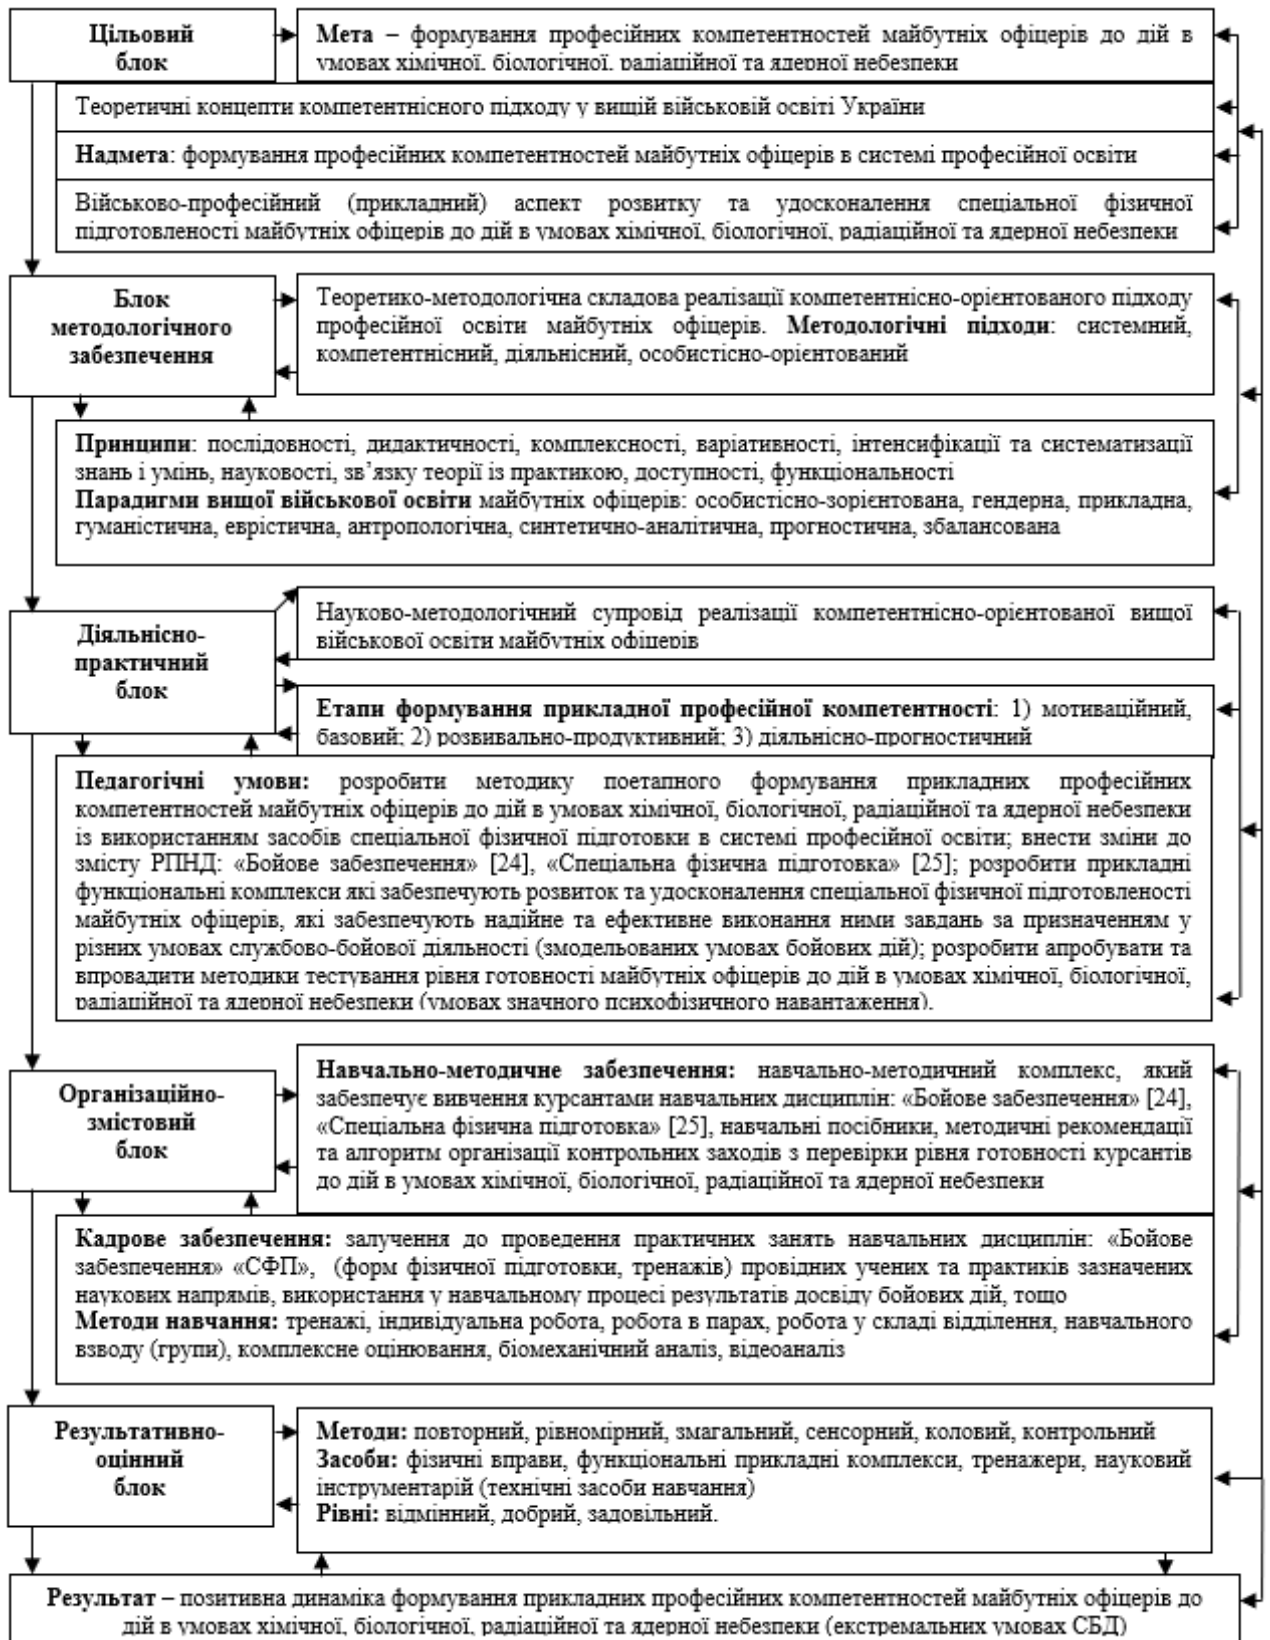 Цільовий
блок
Мета – формування професійних компетентностей майбутніх офіцерів до дій в
умовах хімічної, біологічної, радіаційної та ядерної небезпеки
Теоретичні концепти компетентнісного підходу у вищій військовій освіті України
Надмета: формування професійних компетентностей майбутніх офіцерів в системі професійної освіти
Військово-професійний (прикладний) аспект розвитку та удосконалення спеціальної фізичної
підготовленості майбутніх офіцерів до дій в умовах хімічної, біологічної, радіаційної та ядерної небезпеки
Блок
методологічного
забезпечення
Теоретико-методологічна складова реалізації компетентнісно-орієнтованого підходу
професійної освіти майбутніх офіцерів. Методологічні підходи: системний,
компетентнісний, діяльнісний, особистісно-орієнтований
Принципи: послідовності, дидактичності, комплексності, варіативності, інтенсифікації та систематизації
знань і умінь, науковості, зв’язку теорії із практикою, доступності, функціональності
Парадигми вищої військової освіти майбутніх офіцерів: особистісно-зорієнтована, гендерна, прикладна,
гуманістична, еврістична, антропологічна, синтетично-аналітична, прогностична, збалансована
Діяльнісно-
практичний
блок
Науково-методологічний супровід реалізації компетентнісно-орієнтованої вищої
військової освіти майбутніх офіцерів
Етапи формування прикладної професійної компетентності: 1) мотиваційний,
базовий; 2) розвивально-продуктивний; 3) діяльнісно-прогностичний
Педагогічні умови: розробити методику поетапного формування прикладних професійних
компетентностей майбутніх офіцерів до дій в умовах хімічної, біологічної, радіаційної та ядерної небезпеки
із використанням засобів спеціальної фізичної підготовки в системі професійної освіти; внести зміни до
змісту РПНД: «Бойове забезпечення» [24], «Спеціальна фізична підготовка» [25]; розробити прикладні
функціональні комплекси які забезпечують розвиток та удосконалення спеціальної фізичної підготовленості
майбутніх офіцерів, які забезпечують надійне та ефективне виконання ними завдань за призначенням у
різних умовах службово-бойової діяльності (змодельованих умовах бойових дій); розробити апробувати та
впровадити методики тестування рівня готовності майбутніх офіцерів до дій в умовах хімічної, біологічної,
радіаційної та ядерної небезпеки (умовах значного психофізичного навантаження).
Організаційно-
змістовий
блок
Навчально-методичне забезпечення: навчально-методичний комплекс, який
забезпечує вивчення курсантами навчальних дисциплін: «Бойове забезпечення» [24],
«Спеціальна фізична підготовка» [25], навчальні посібники, методичні рекомендації
та алгоритм організації контрольних заходів з перевірки рівня готовності курсантів
до дій в умовах хімічної, біологічної, радіаційної та ядерної небезпеки
Кадрове забезпечення: залучення до проведення практичних занять навчальних дисциплін: «Бойове
забезпечення» «СФП», (форм фізичної підготовки, тренажів) провідних учених та практиків зазначених
наукових напрямів, використання у навчальному процесі результатів досвіду бойових дій, тощо
Методи навчання: тренажі, індивідуальна робота, робота в парах, робота у складі відділення, навчального
взводу (групи), комплексне оцінювання, біомеханічний аналіз, відеоаналіз
Результативно-
оцінний
блок
Методи: повторний, рівномірний, змагальний, сенсорний, коловий, контрольний
Засоби: фізичні вправи, функціональні прикладні комплекси, тренажери, науковий
інструментарій (технічні засоби навчання)
Рівні: відмінний, добрий, задовільний.
Результат – позитивна динаміка формування прикладних професійних компетентностей майбутніх офіцерів до
дій в умовах хімічної, біологічної, радіаційної та ядерної небезпеки (екстремальних умовах СБД)